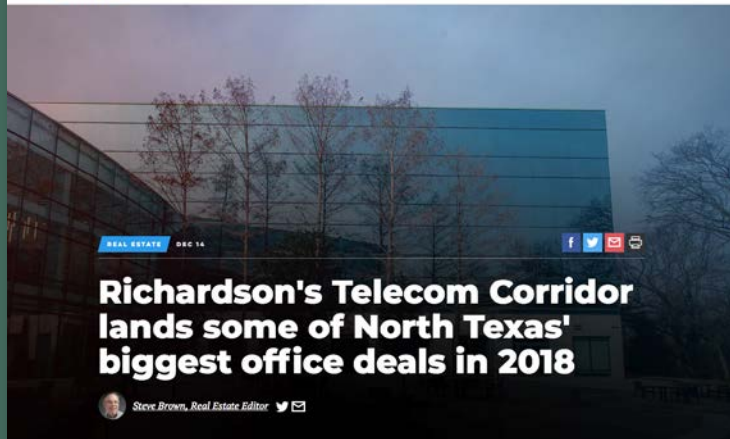 REAL ESTATE DEC 14
Richardson's Telecom Corridor
lands some of North Texas'
biggest office deals in 2018
Steve Brown, Real Estate Editor